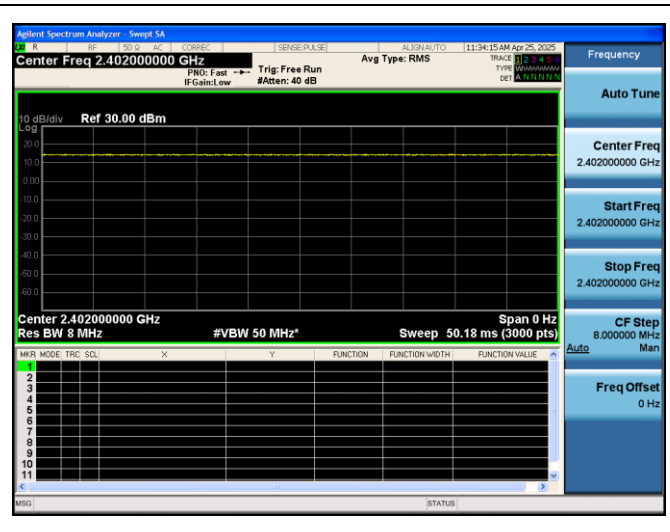 Agilent Spectrum Analyzer - Swept SA
R RF 50 Ω AC CORREC SENSE:PULSE ALIGNAUTO 11:34:15 AM Apr 25, 2025
Center Freq 2.402000000 GHz
PNO: Fast
IFGain:Low
Trig: Free Run
#Atten: 40 dB
Avg Type: RMS
TRACE 1 2 3 4 5 6
TYPE
DET A N N N N N
10 dB/div Ref 30.00 dBm
Log
20.0
10.0
0.00
-10.0
-20.0
-30.0
-40.0
-50.0
-60.0
Center 2.402000000 GHz Span 0 Hz
Res BW 8 MHz #VBW 50 MHz* Sweep 50.18 ms (3000 pts)
MKR MODE TRC SCL X Y FUNCTION FUNCTION WIDTH FUNCTION VALUE
1
2
3
4
5
6
7
8
9
10
11
MSG STATUS
Frequency
Auto Tune
Center Freq
2.402000000 GHz
Start Freq
2.402000000 GHz
Stop Freq
2.402000000 GHz
CF Step
8.000000 MHz
Auto Man
Freq Offset
0 Hz